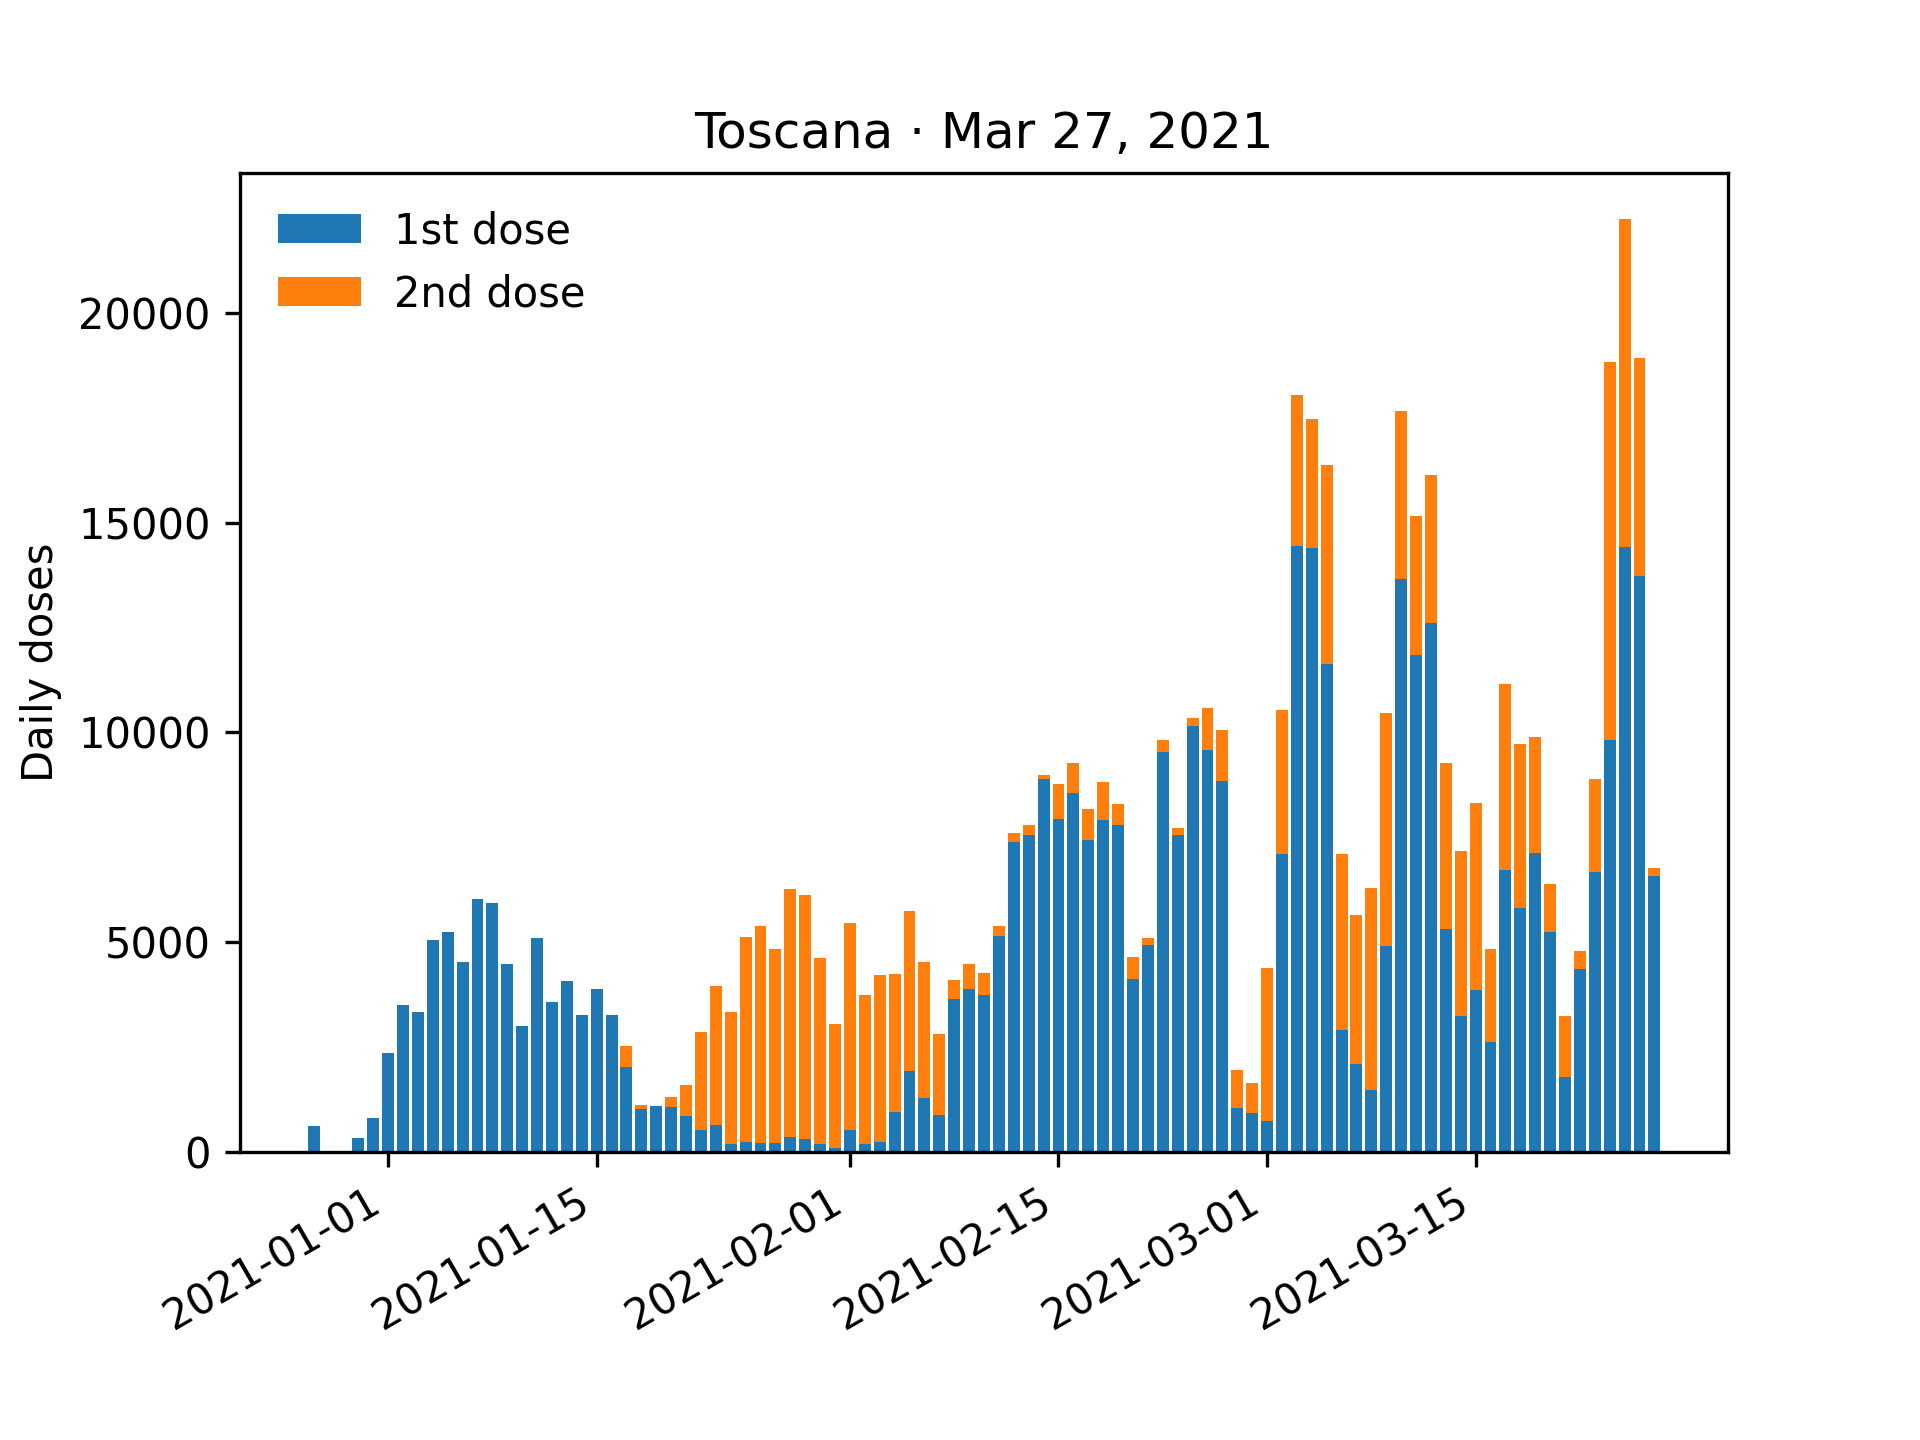 Toscana · Mar 27, 2021
1st dose
2nd dose
Daily doses
20000
15000
10000
5000
0
2021-01-01
2021-01-15
2021-02-01
2021-02-15
2021-03-01
2021-03-15